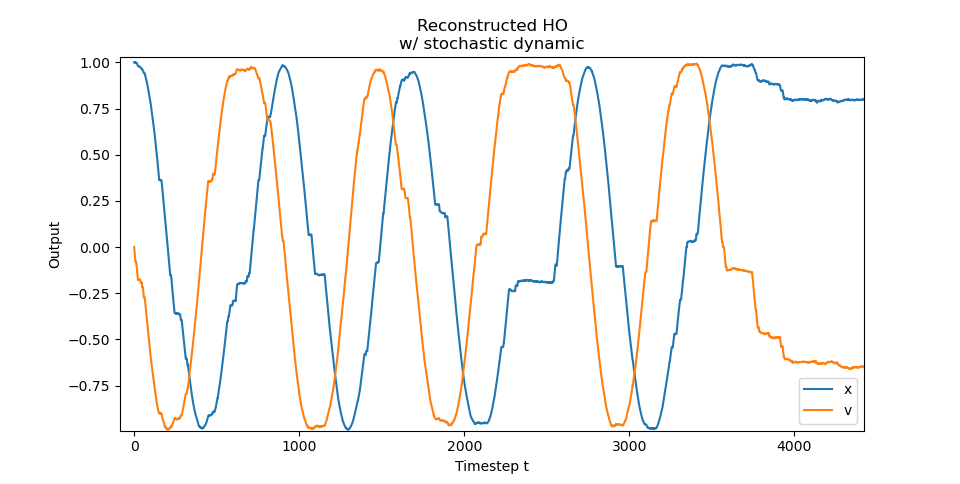 Reconstructed HO
w/ stochastic dynamic
1.00
0.75
0.50
0.25
0.00
−0.25
−0.50
−0.75
Output
x
v
0 1000 2000 3000 4000
Timestep t